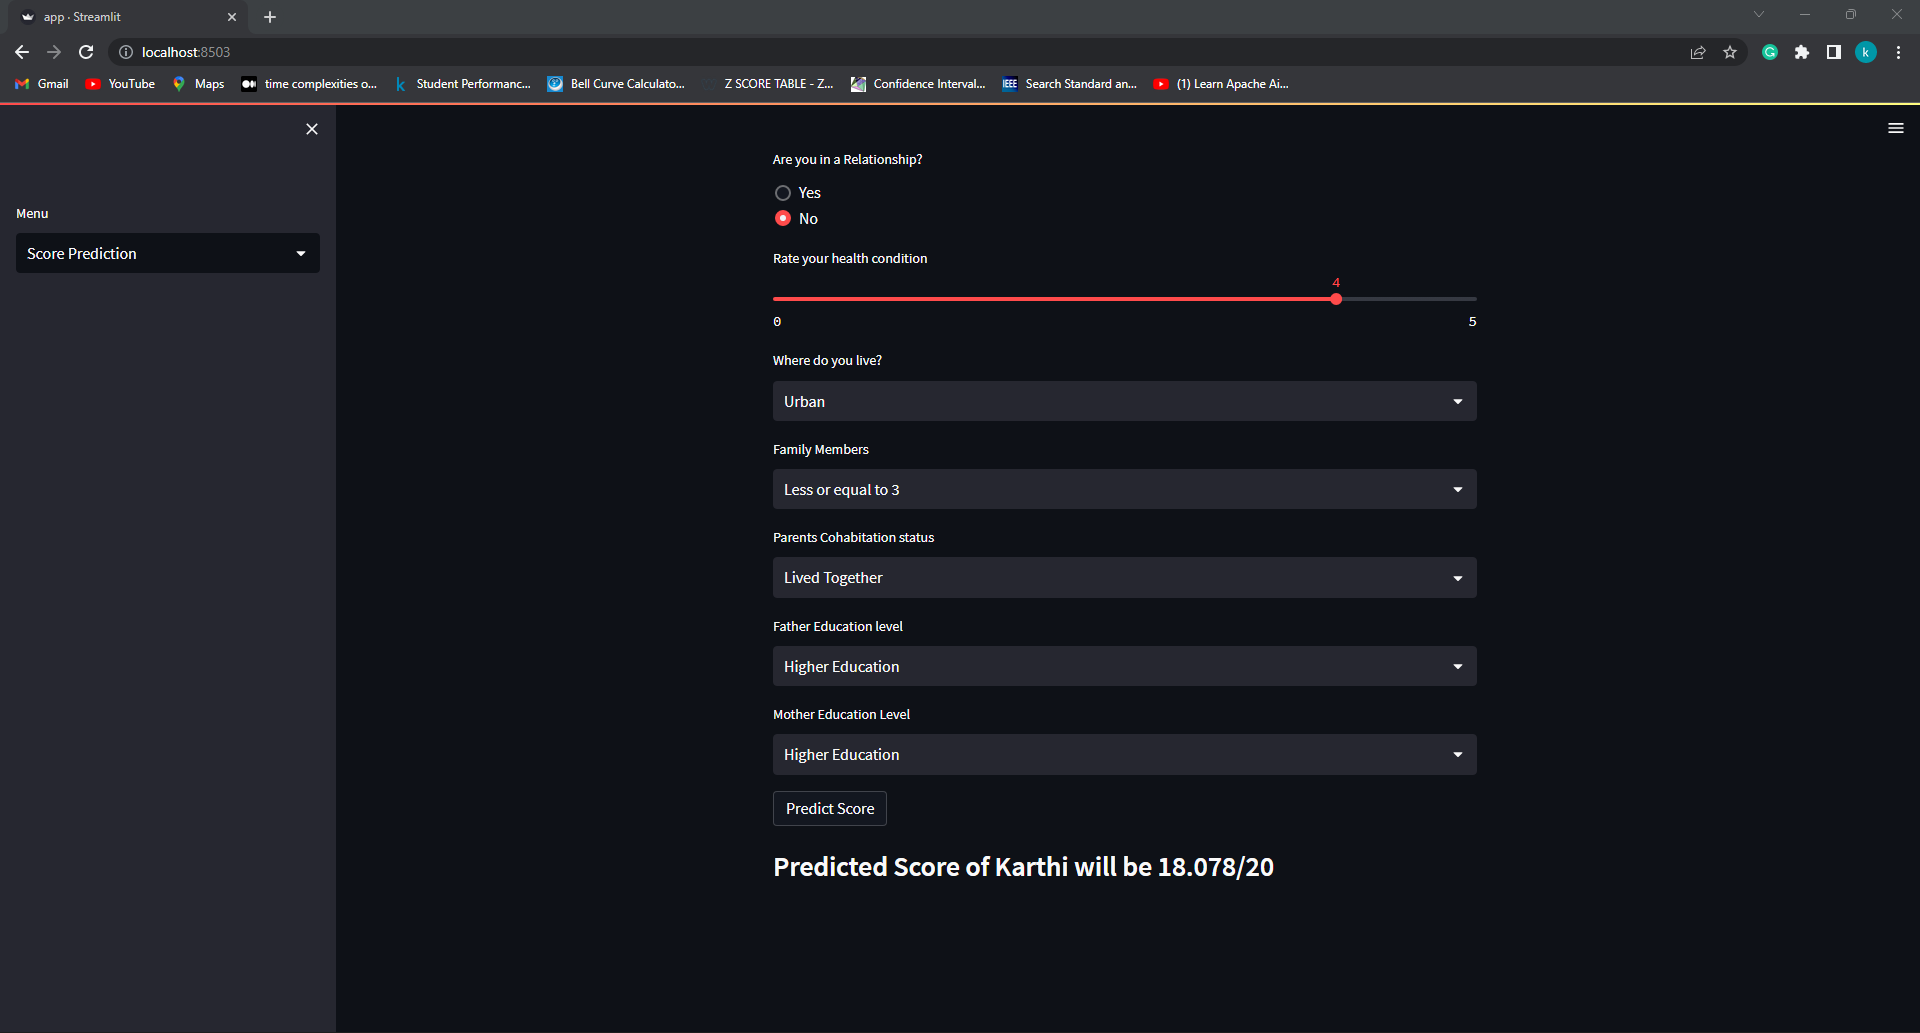 app · Streamlit
localhost:8503
k
Gmail
YouTube
Maps
time complexities o...
Student Performanc...
Bell Curve Calculato...
Z SCORE TABLE - Z...
Confidence Interval...
IEEE
Search Standard an...
(1) Learn Apache Ai...
Menu
Score Prediction
Are you in a Relationship?
Yes
No
Rate your health condition
4
0
5
Where do you live?
Urban
Family Members
Less or equal to 3
Parents Cohabitation status
Lived Together
Father Education level
Higher Education
Mother Education Level
Higher Education
Predict Score
Predicted Score of Karthi will be 18.078/20